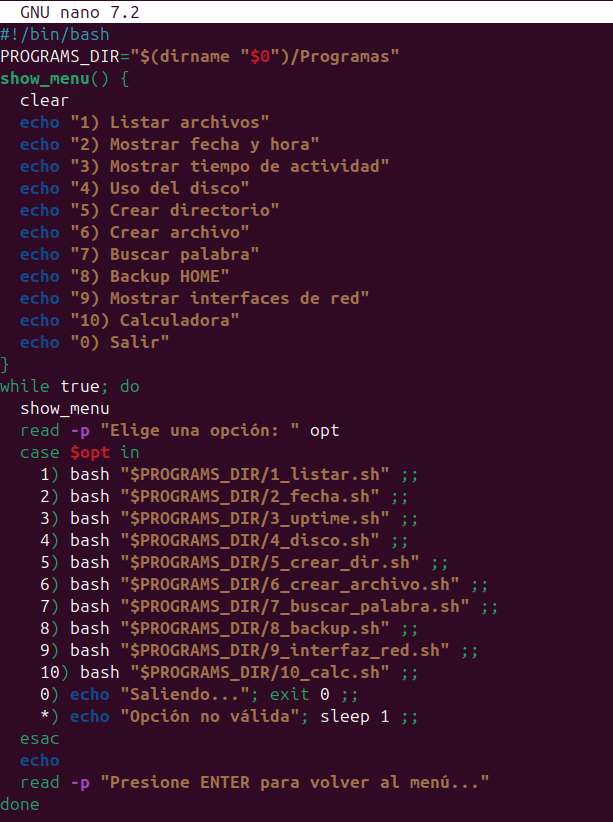 GNU nano 7.2
#!/bin/bash
PROGRAMS_DIR="$(dirname "$0")/Programas"
show_menu() {
  clear
  echo "1) Listar archivos"
  echo "2) Mostrar fecha y hora"
  echo "3) Mostrar tiempo de actividad"
  echo "4) Uso del disco"
  echo "5) Crear directorio"
  echo "6) Crear archivo"
  echo "7) Buscar palabra"
  echo "8) Backup HOME"
  echo "9) Mostrar interfaces de red"
  echo "10) Calculadora"
  echo "0) Salir"
}
while true; do
  show_menu
  read -p "Elige una opción: " opt
  case $opt in
    1) bash "$PROGRAMS_DIR/1_listar.sh" ;;
    2) bash "$PROGRAMS_DIR/2_fecha.sh" ;;
    3) bash "$PROGRAMS_DIR/3_uptime.sh" ;;
    4) bash "$PROGRAMS_DIR/4_disco.sh" ;;
    5) bash "$PROGRAMS_DIR/5_crear_dir.sh" ;;
    6) bash "$PROGRAMS_DIR/6_crear_archivo.sh" ;;
    7) bash "$PROGRAMS_DIR/7_buscar_palabra.sh" ;;
    8) bash "$PROGRAMS_DIR/8_backup.sh" ;;
    9) bash "$PROGRAMS_DIR/9_interfaz_red.sh" ;;
    10) bash "$PROGRAMS_DIR/10_calc.sh" ;;
    0) echo "Saliendo..."; exit 0 ;;
    *) echo "Opción no válida"; sleep 1 ;;
  esac
  echo
  read -p "Presione ENTER para volver al menú..."
done